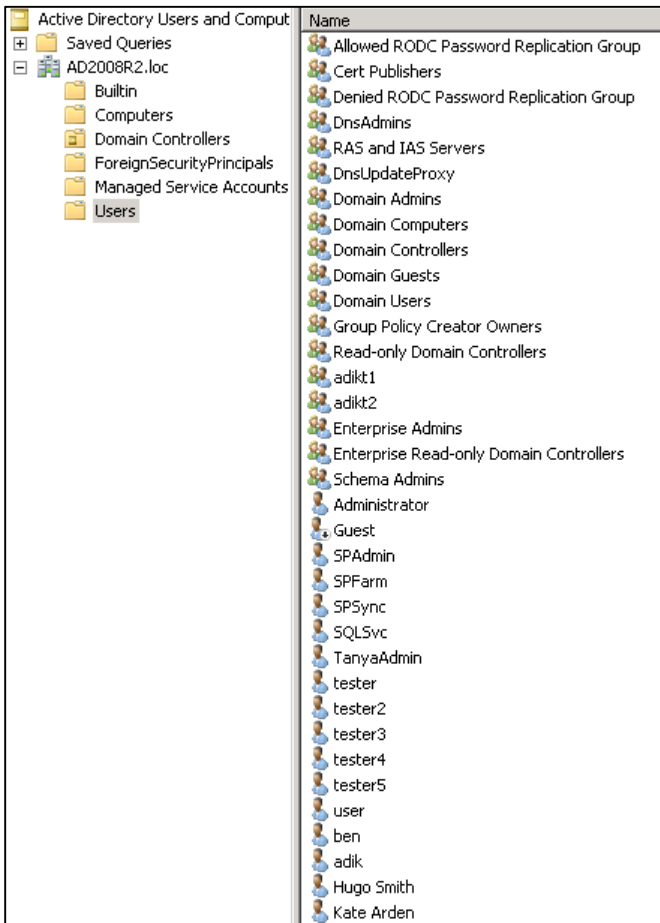 Active Directory Users and Comput
Saved Queries
AD2008R2.loc
Builtin
Computers
Domain Controllers
ForeignSecurityPrincipals
Managed Service Accounts
Users
Name
Allowed RODC Password Replication Group
Cert Publishers
Denied RODC Password Replication Group
DnsAdmins
RAS and IAS Servers
DnsUpdateProxy
Domain Admins
Domain Computers
Domain Controllers
Domain Guests
Domain Users
Group Policy Creator Owners
Read-only Domain Controllers
adikt1
adikt2
Enterprise Admins
Enterprise Read-only Domain Controllers
Schema Admins
Administrator
Guest
SPAdmin
SPFarm
SPSync
SQLSvc
TanyaAdmin
tester
tester2
tester3
tester4
tester5
user
ben
adik
Hugo Smith
Kate Arden